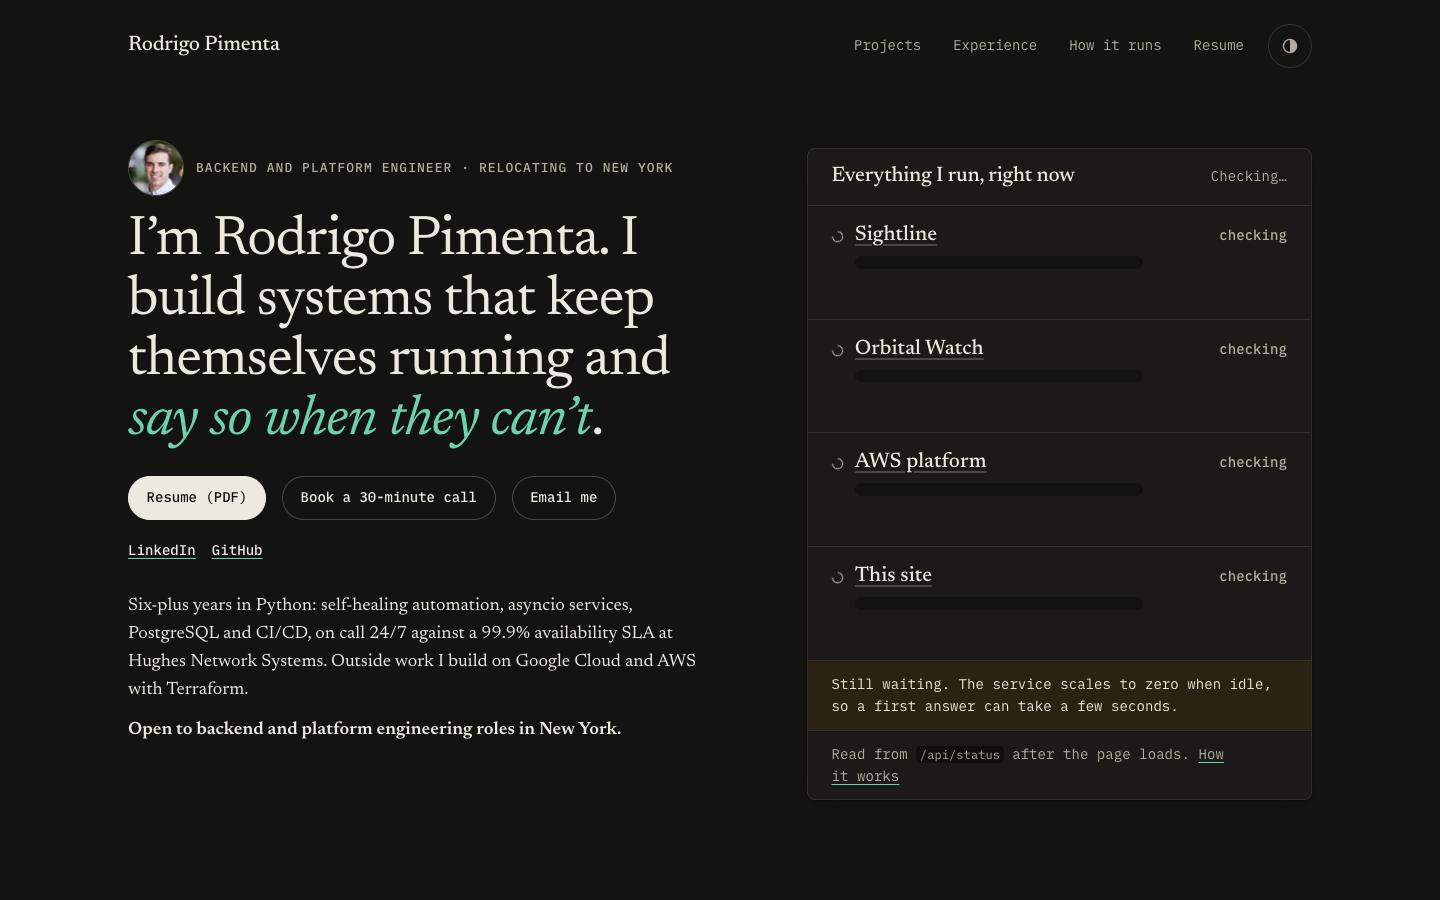 Rodrigo Pimenta
Projects
Experience
How it runs
Resume
BACKEND AND PLATFORM ENGINEER · RELOCATING TO NEW YORK
I’m Rodrigo Pimenta. I
build systems that keep
themselves running and
say so when they can’t.
Resume (PDF)
Book a 30-minute call
Email me
LinkedIn
GitHub
Six-plus years in Python: self-healing automation, asyncio services,
PostgreSQL and CI/CD, on call 24/7 against a 99.9% availability SLA at
Hughes Network Systems. Outside work I build on Google Cloud and AWS
with Terraform.
Open to backend and platform engineering roles in New York.
Everything I run, right now
Checking…
Sightline
checking
Orbital Watch
checking
AWS platform
checking
This site
checking
Still waiting. The service scales to zero when idle,
so a first answer can take a few seconds.
Read from /api/status after the page loads. How
it works